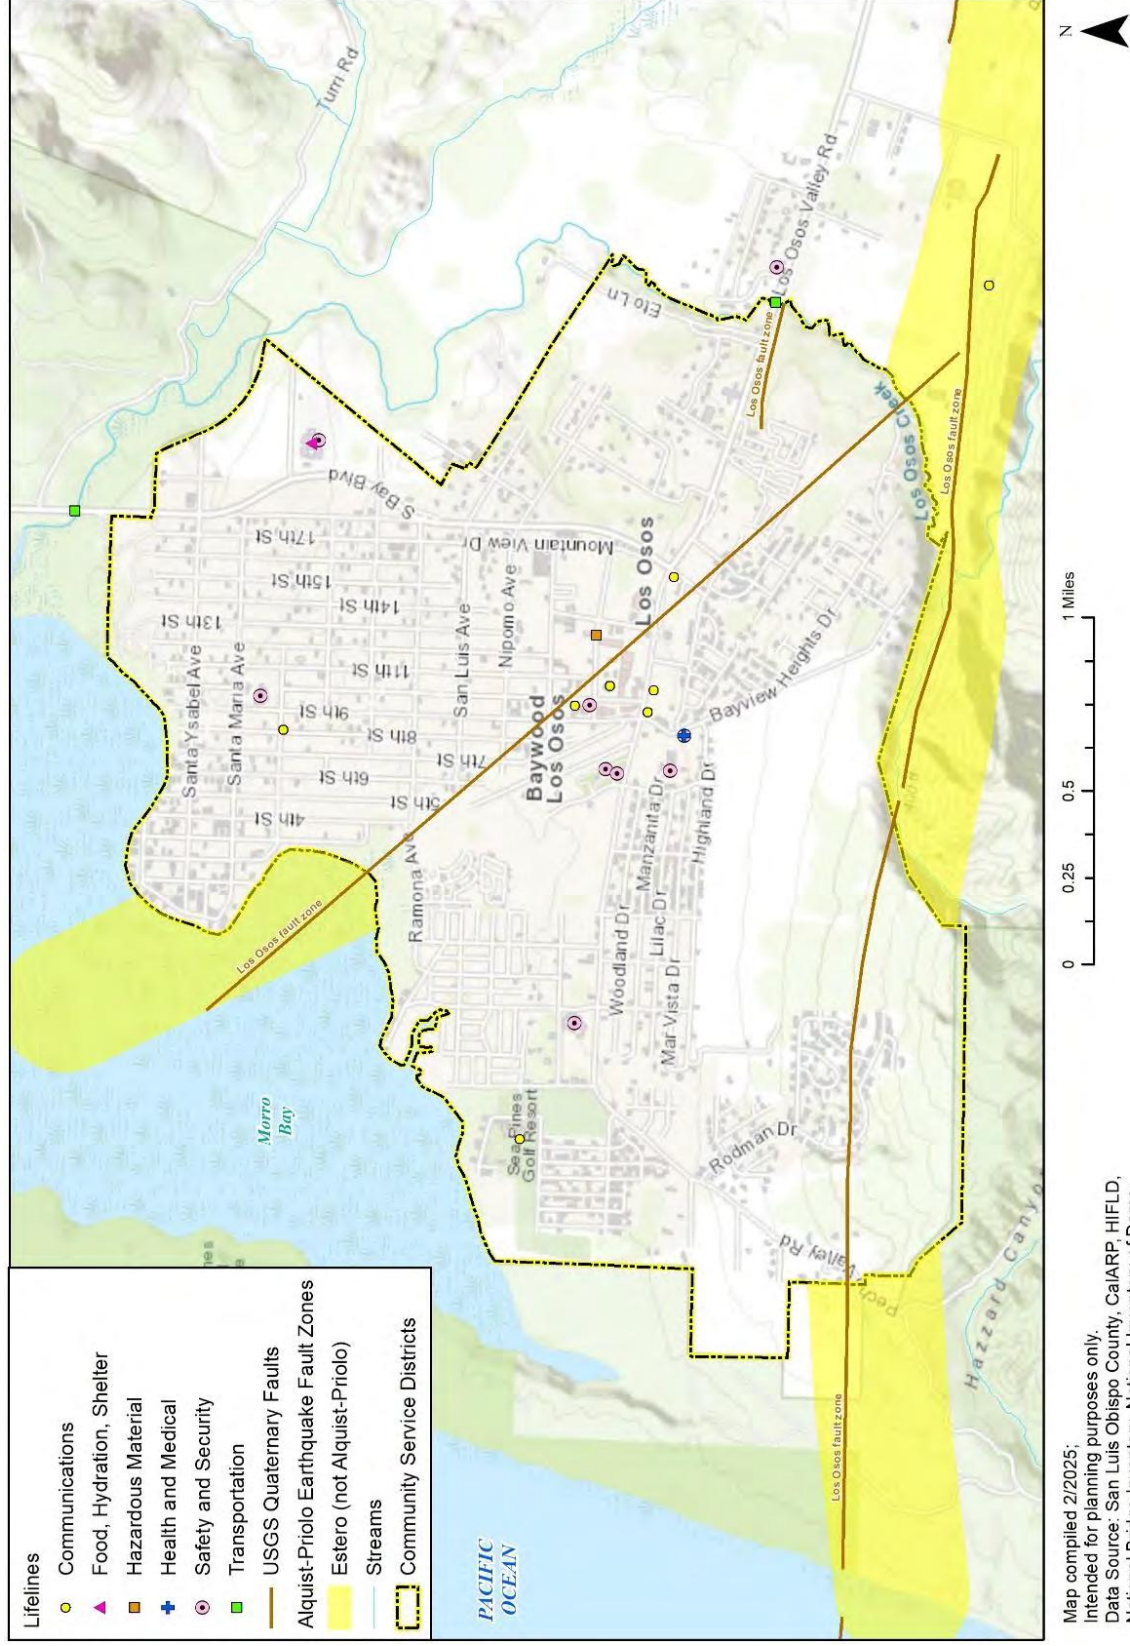 Lifelines
Communications
Food, Hydration, Shelter
Hazardous Material
Health and Medical
Safety and Security
Transportation
USGS Quaternary Faults
Alquist-Priolo Earthquake Fault Zones
Estero (not Alquist-Priolo)
Streams
Community Service Districts
PACIFIC
OCEAN
Morro
Bay
Turri Rd
Santa Ysabel Ave
Santa Maria Ave
13th St
17th St
15th St
14th St
11th St
9th St
8th St
7th St
6th St
5th St
4th St
S Bay Blvd
San Luis Ave
Nipomo Ave
Mountain View Dr
Ramona Ave
Baywood
Los Osos
Los Osos
Eto Ln
Los Osos Valley Rd
Los Osos fault zone
Los Osos fault zone
Los Osos fault zone
Los Osos fault zone
Los Osos Creek
Bayview Heights Dr
Highland Dr
Manzanita Dr
Lilac Dr
Woodland Dr
Mar Vista Dr
Sea Pines
Golf Resort
Rodman Dr
Valley Rd
Pech
Hazzard Canyo
nes
0
0.25
0.5
1 Miles
N
Map compiled 2/2025;
Intended for planning purposes only.
Data Source: San Luis Obispo County, CalARP, HIFLD,